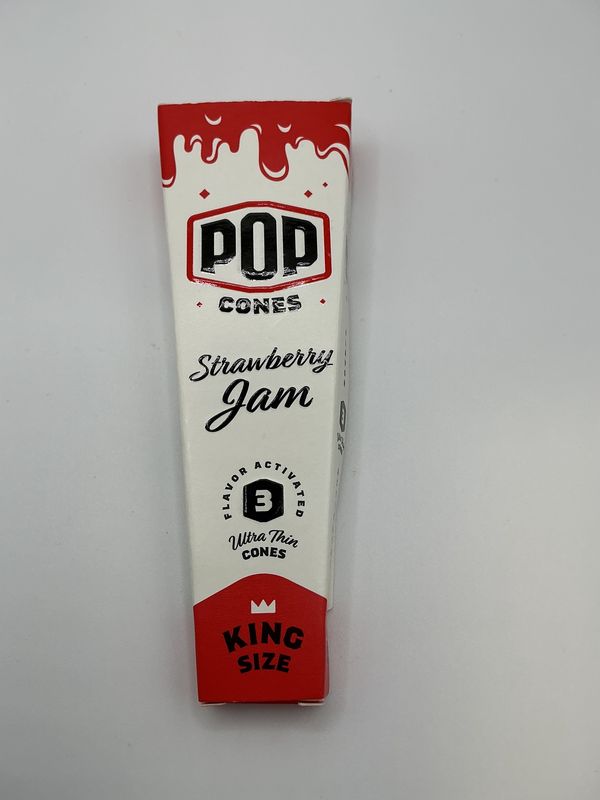 POP
CONES
Strawberry
Jam
FLAVOR ACTIVATED
3
Ultra Thin
CONES
KING
SIZE